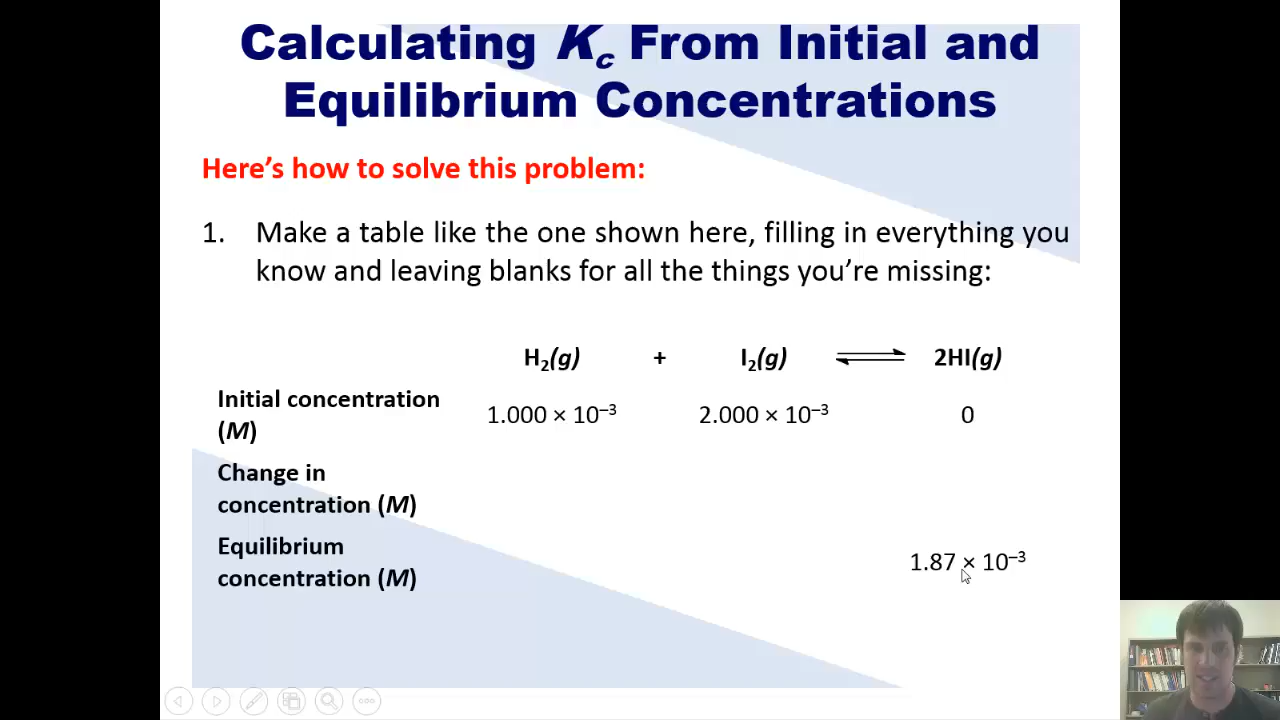 Calculating Kc From Initial and
Equilibrium Concentrations
Here’s how to solve this problem:
1. Make a table like the one shown here, filling in everything you
know and leaving blanks for all the things you’re missing:
H₂(g) + I₂(g) ⇌ 2HI(g)
Initial concentration
(M)
1.000 × 10⁻³ 2.000 × 10⁻³ 0
Change in
concentration (M)
Equilibrium
concentration (M)
1.87 × 10⁻³